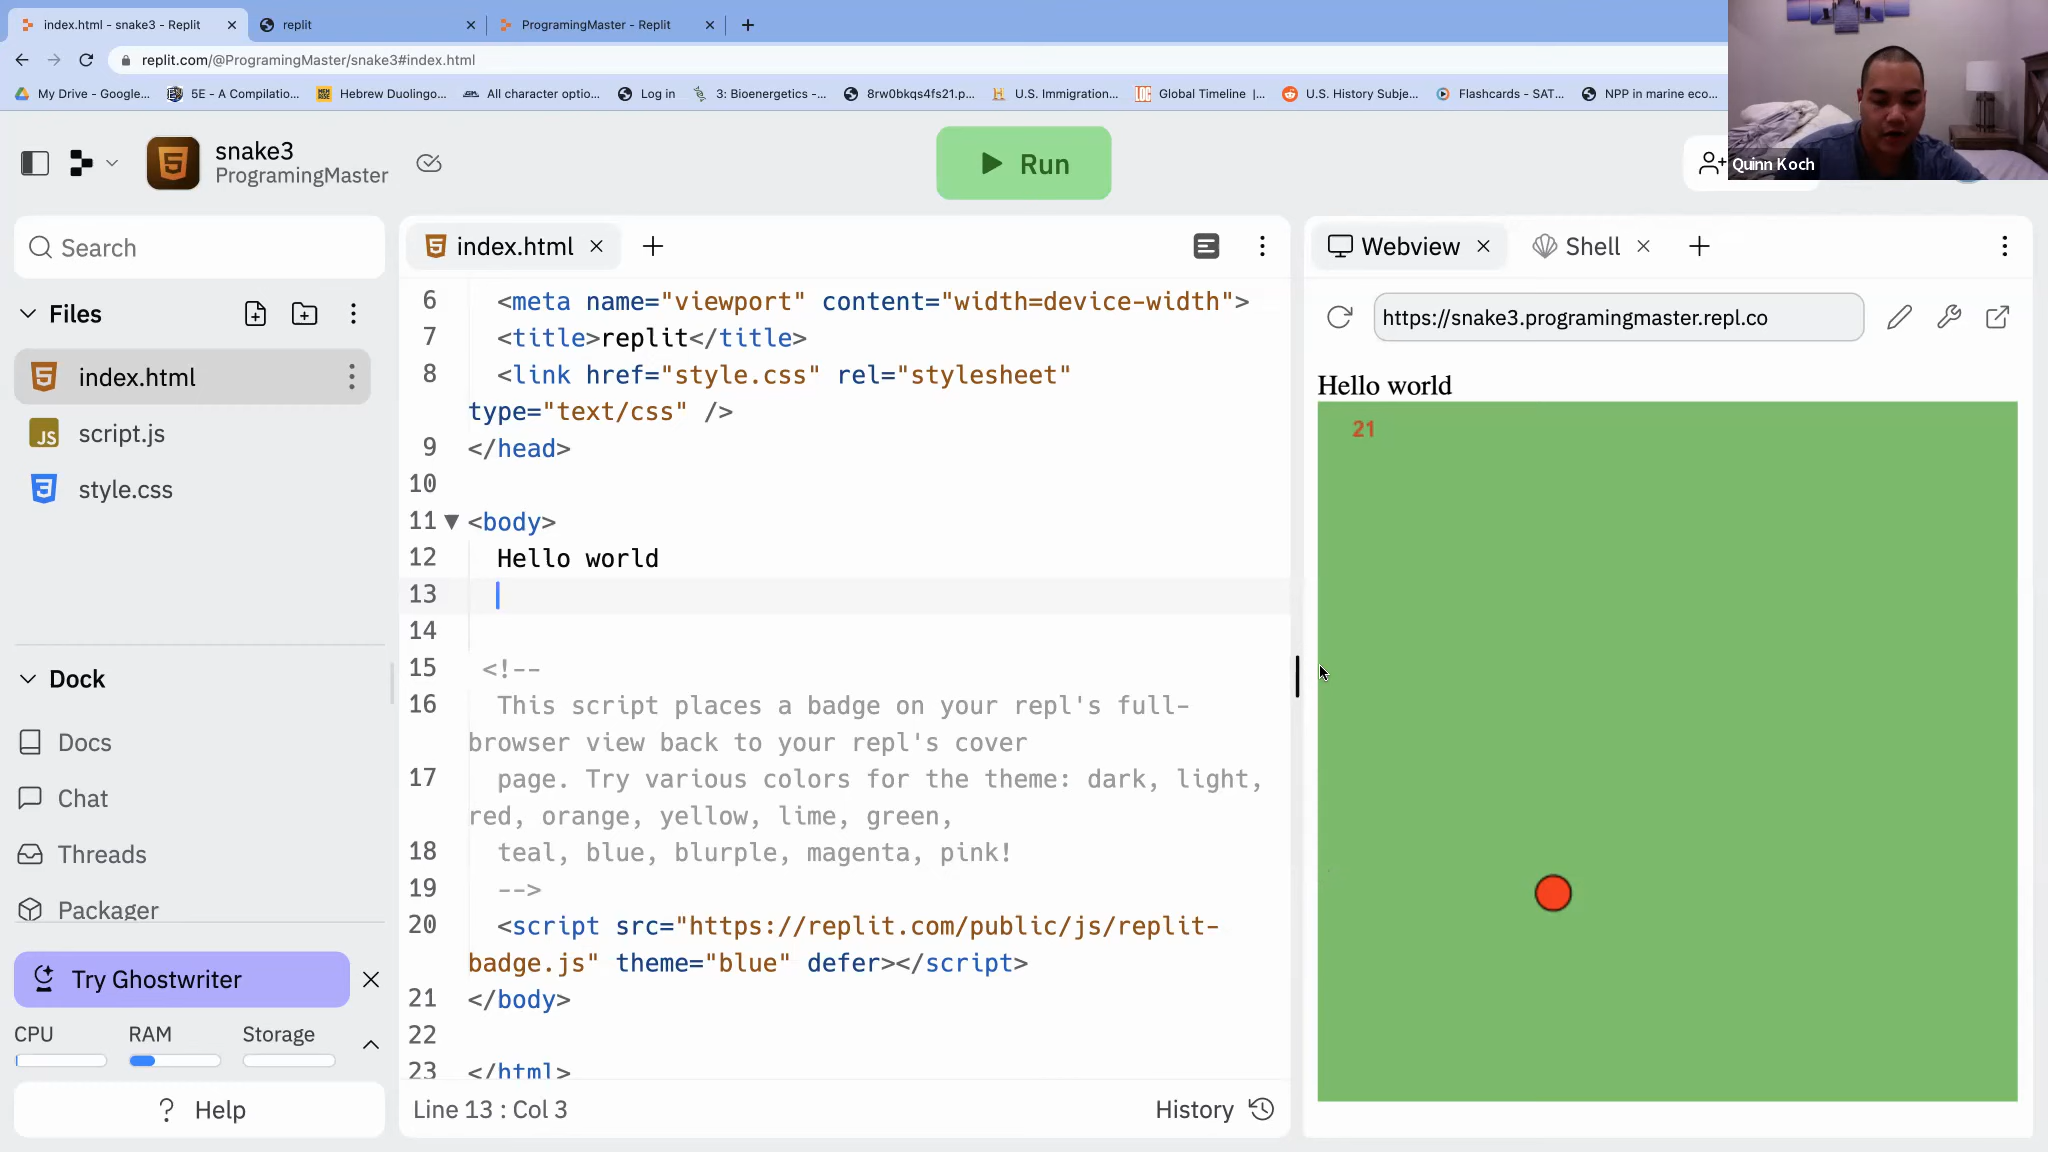 index.html - snake3 - Replit
replit
ProgramingMaster - Replit
replit.com/@ProgramingMaster/snake3#index.html
My Drive - Google...
5E - A Compilatio...
Hebrew Duolingo...
All character optio...
Log in
3: Bioenergetics -...
8rw0bkqs4fs21.p...
U.S. Immigration...
Global Timeline |...
U.S. History Subje...
Flashcards - SAT...
NPP in marine eco...
snake3
ProgramingMaster
Run
Quinn Koch
Search
Files
index.html
script.js
style.css
Dock
Docs
Chat
Threads
Packager
Try Ghostwriter
CPU
RAM
Storage
? Help
index.html
6 <meta name="viewport" content="width=device-width">
7 <title>replit</title>
8 <link href="style.css" rel="stylesheet"
type="text/css" />
9 </head>
10
11 <body>
12 Hello world
13
14
15 <!--
16 This script places a badge on your repl's full-
browser view back to your repl's cover
17 page. Try various colors for the theme: dark, light,
red, orange, yellow, lime, green,
18 teal, blue, blurple, magenta, pink!
19 -->
20 <script src="https://replit.com/public/js/replit-
badge.js" theme="blue" defer></script>
21 </body>
22
23 </html>
Line 13 : Col 3
History
Webview
Shell
https://snake3.programingmaster.repl.co
Hello world
21